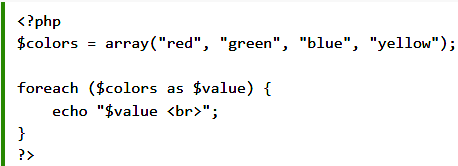 <?php
$colors = array("red", "green", "blue", "yellow");
foreach ($colors as $value) {
    echo "$value <br>";
}
?>